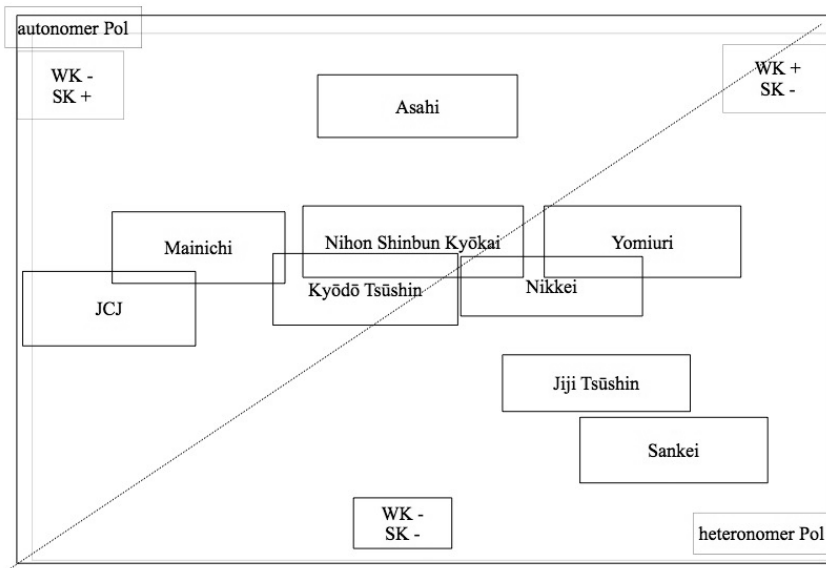 autonomer Pol
WK -
SK +
WK +
SK -
Asahi
Mainichi
Nihon Shinbun Kyōkai
Yomiuri
Kyōdō Tsūshin
Nikkei
JCJ
Jiji Tsūshin
Sankei
WK -
SK -
heteronomer Pol